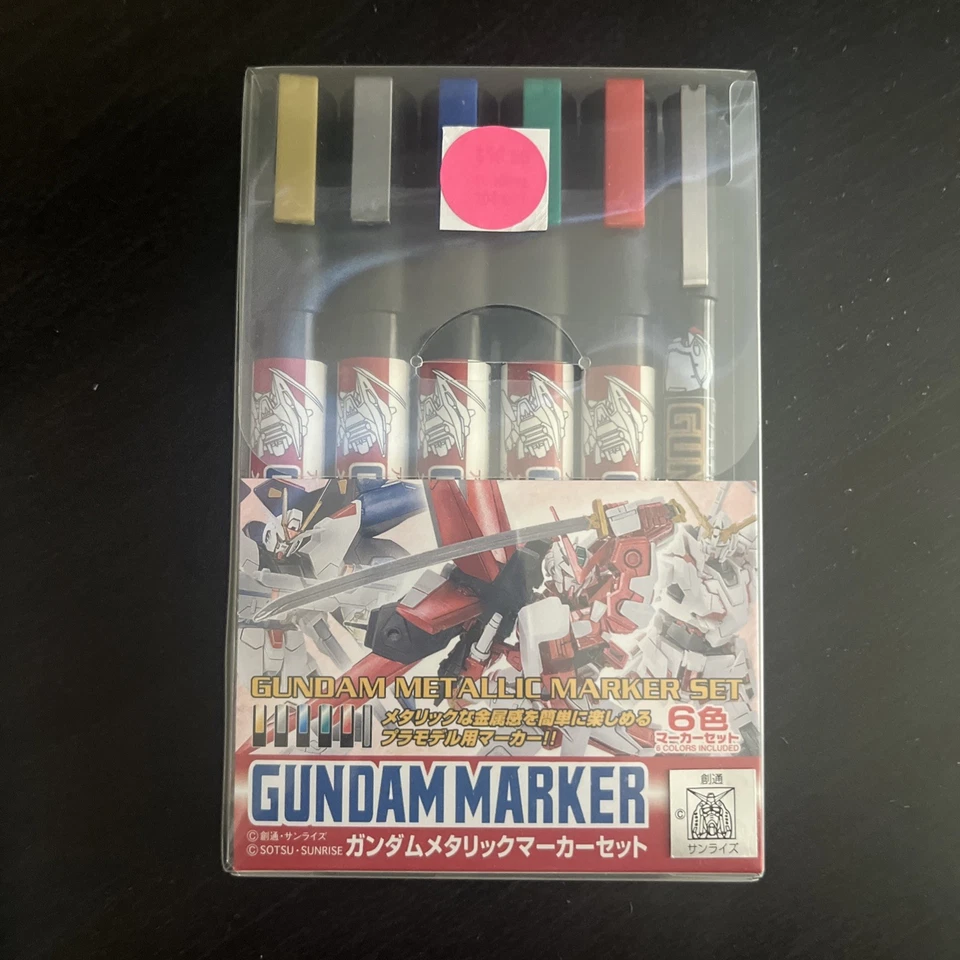 GUN
GUNDAM METALLIC MARKER SET
メタリックな金属感を簡単に楽しめる
プラモデル用マーカー!!
6色
マーカーセット
6 COLORS INCLUDED
GUNDAM MARKER
©創通・サンライズ
©SOTSU・SUNRISE
ガンダムメタリックマーカーセット
創通
©
サンライズ